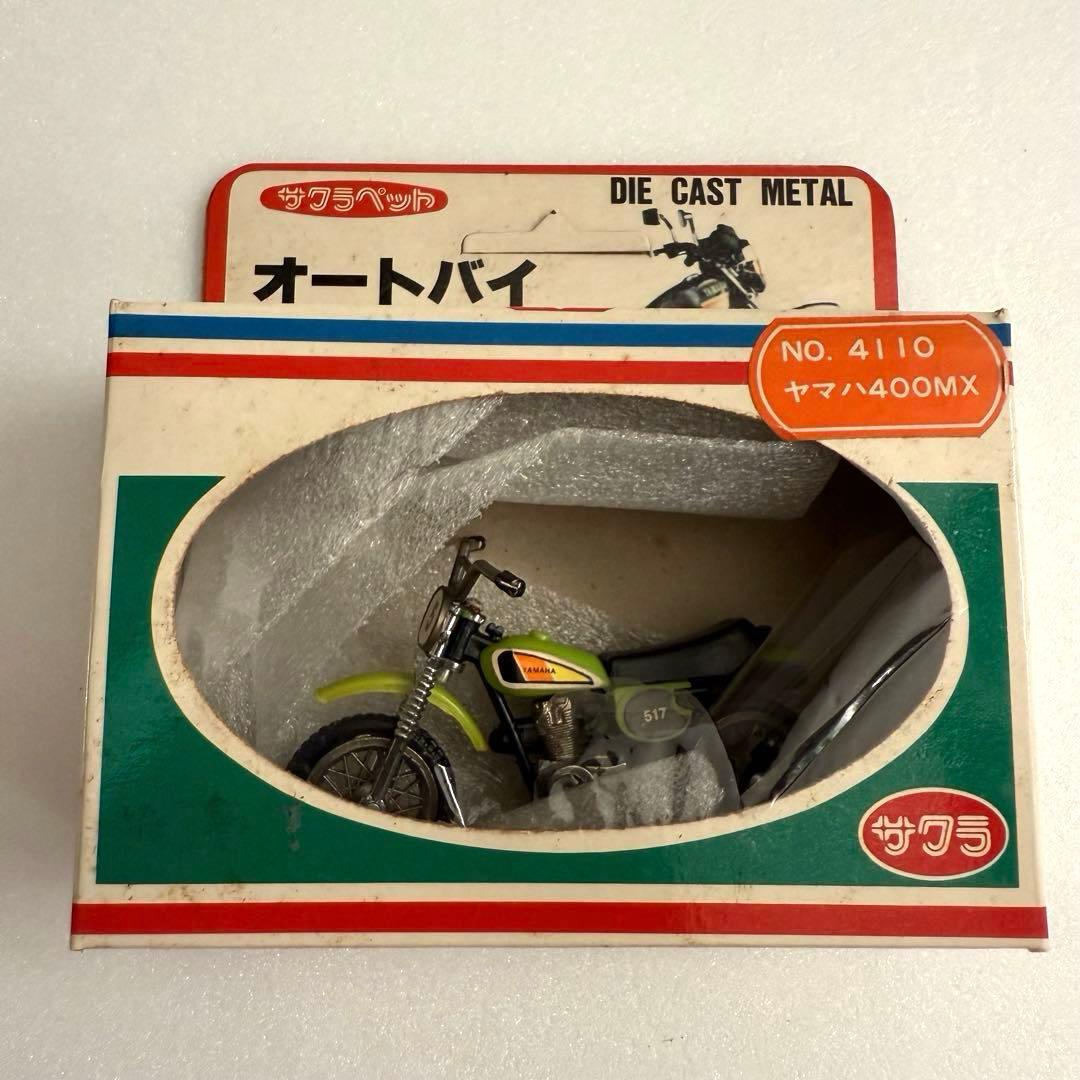 サクラペット
DIE CAST METAL
オートバイ
YAMAHA
NO. 4110
ヤマハ400MX
YAMAHA
517
サクラ